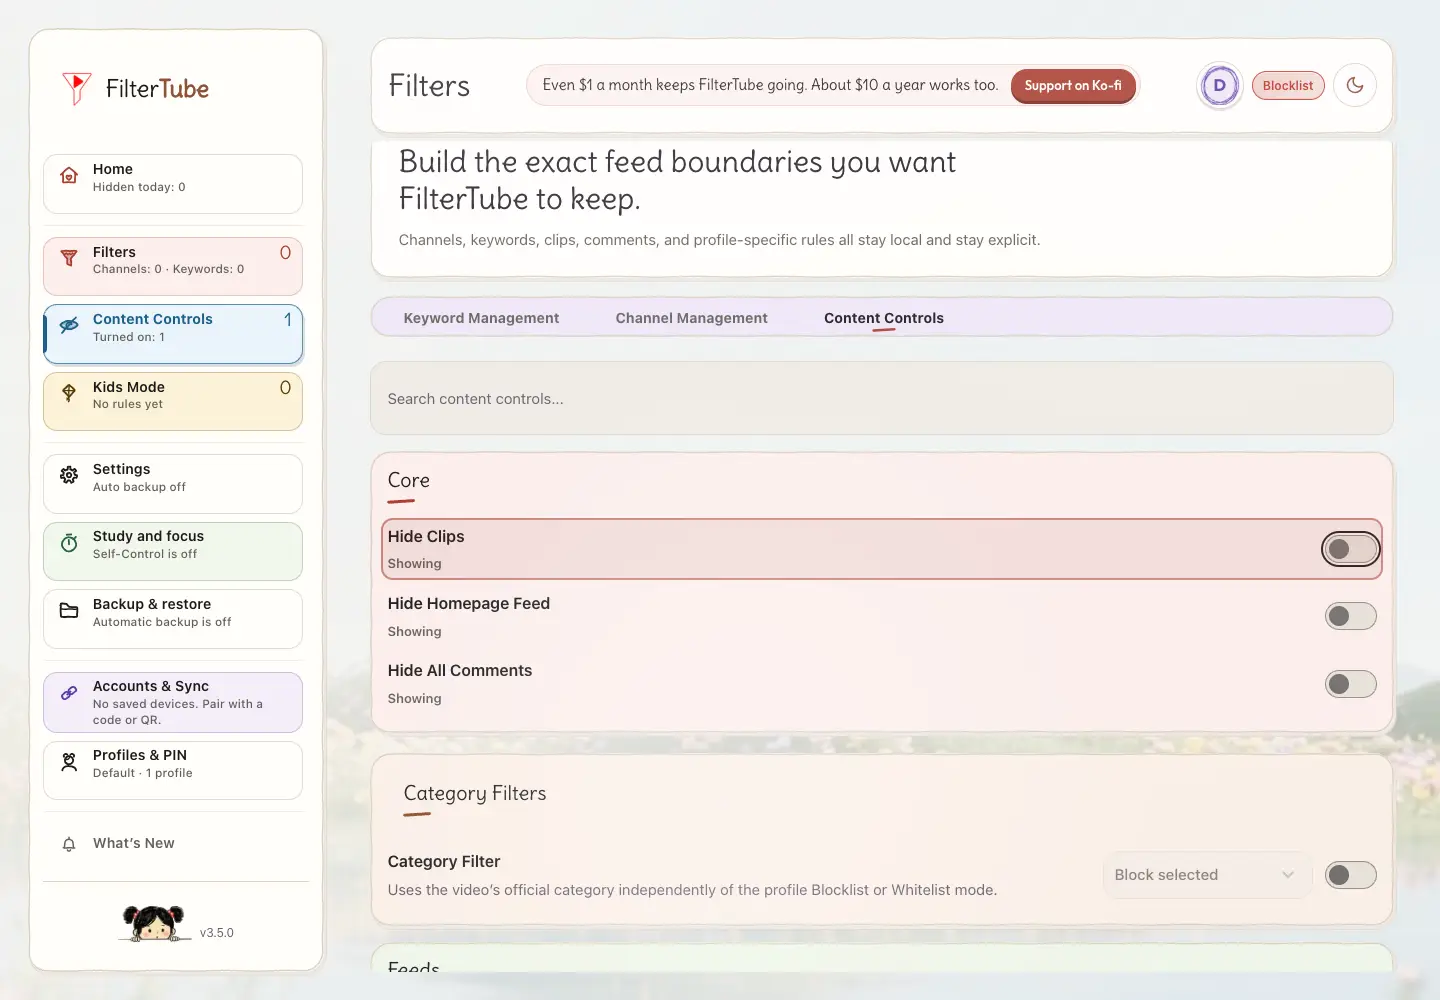 FilterTube
Home
Hidden today: 0
Filters
0
Channels: 0 · Keywords: 0
Content Controls
1
Turned on: 1
Kids Mode
0
No rules yet
Settings
Auto backup off
Study and focus
Self-Control is off
Backup & restore
Automatic backup is off
Accounts & Sync
No saved devices. Pair with a
code or QR.
Profiles & PIN
Default · 1 profile
What's New
v3.5.0
Filters
Even $1 a month keeps FilterTube going. About $10 a year works too.
Support on Ko-fi
D
Blocklist
Build the exact feed boundaries you want
FilterTube to keep.
Channels, keywords, clips, comments, and profile-specific rules all stay local and stay explicit.
Keyword Management
Channel Management
Content Controls
Search content controls...
Core
Hide Clips
Showing
Hide Homepage Feed
Showing
Hide All Comments
Showing
Category Filters
Category Filter
Uses the video's official category independently of the profile Blocklist or Whitelist mode.
Block selected
Feeds